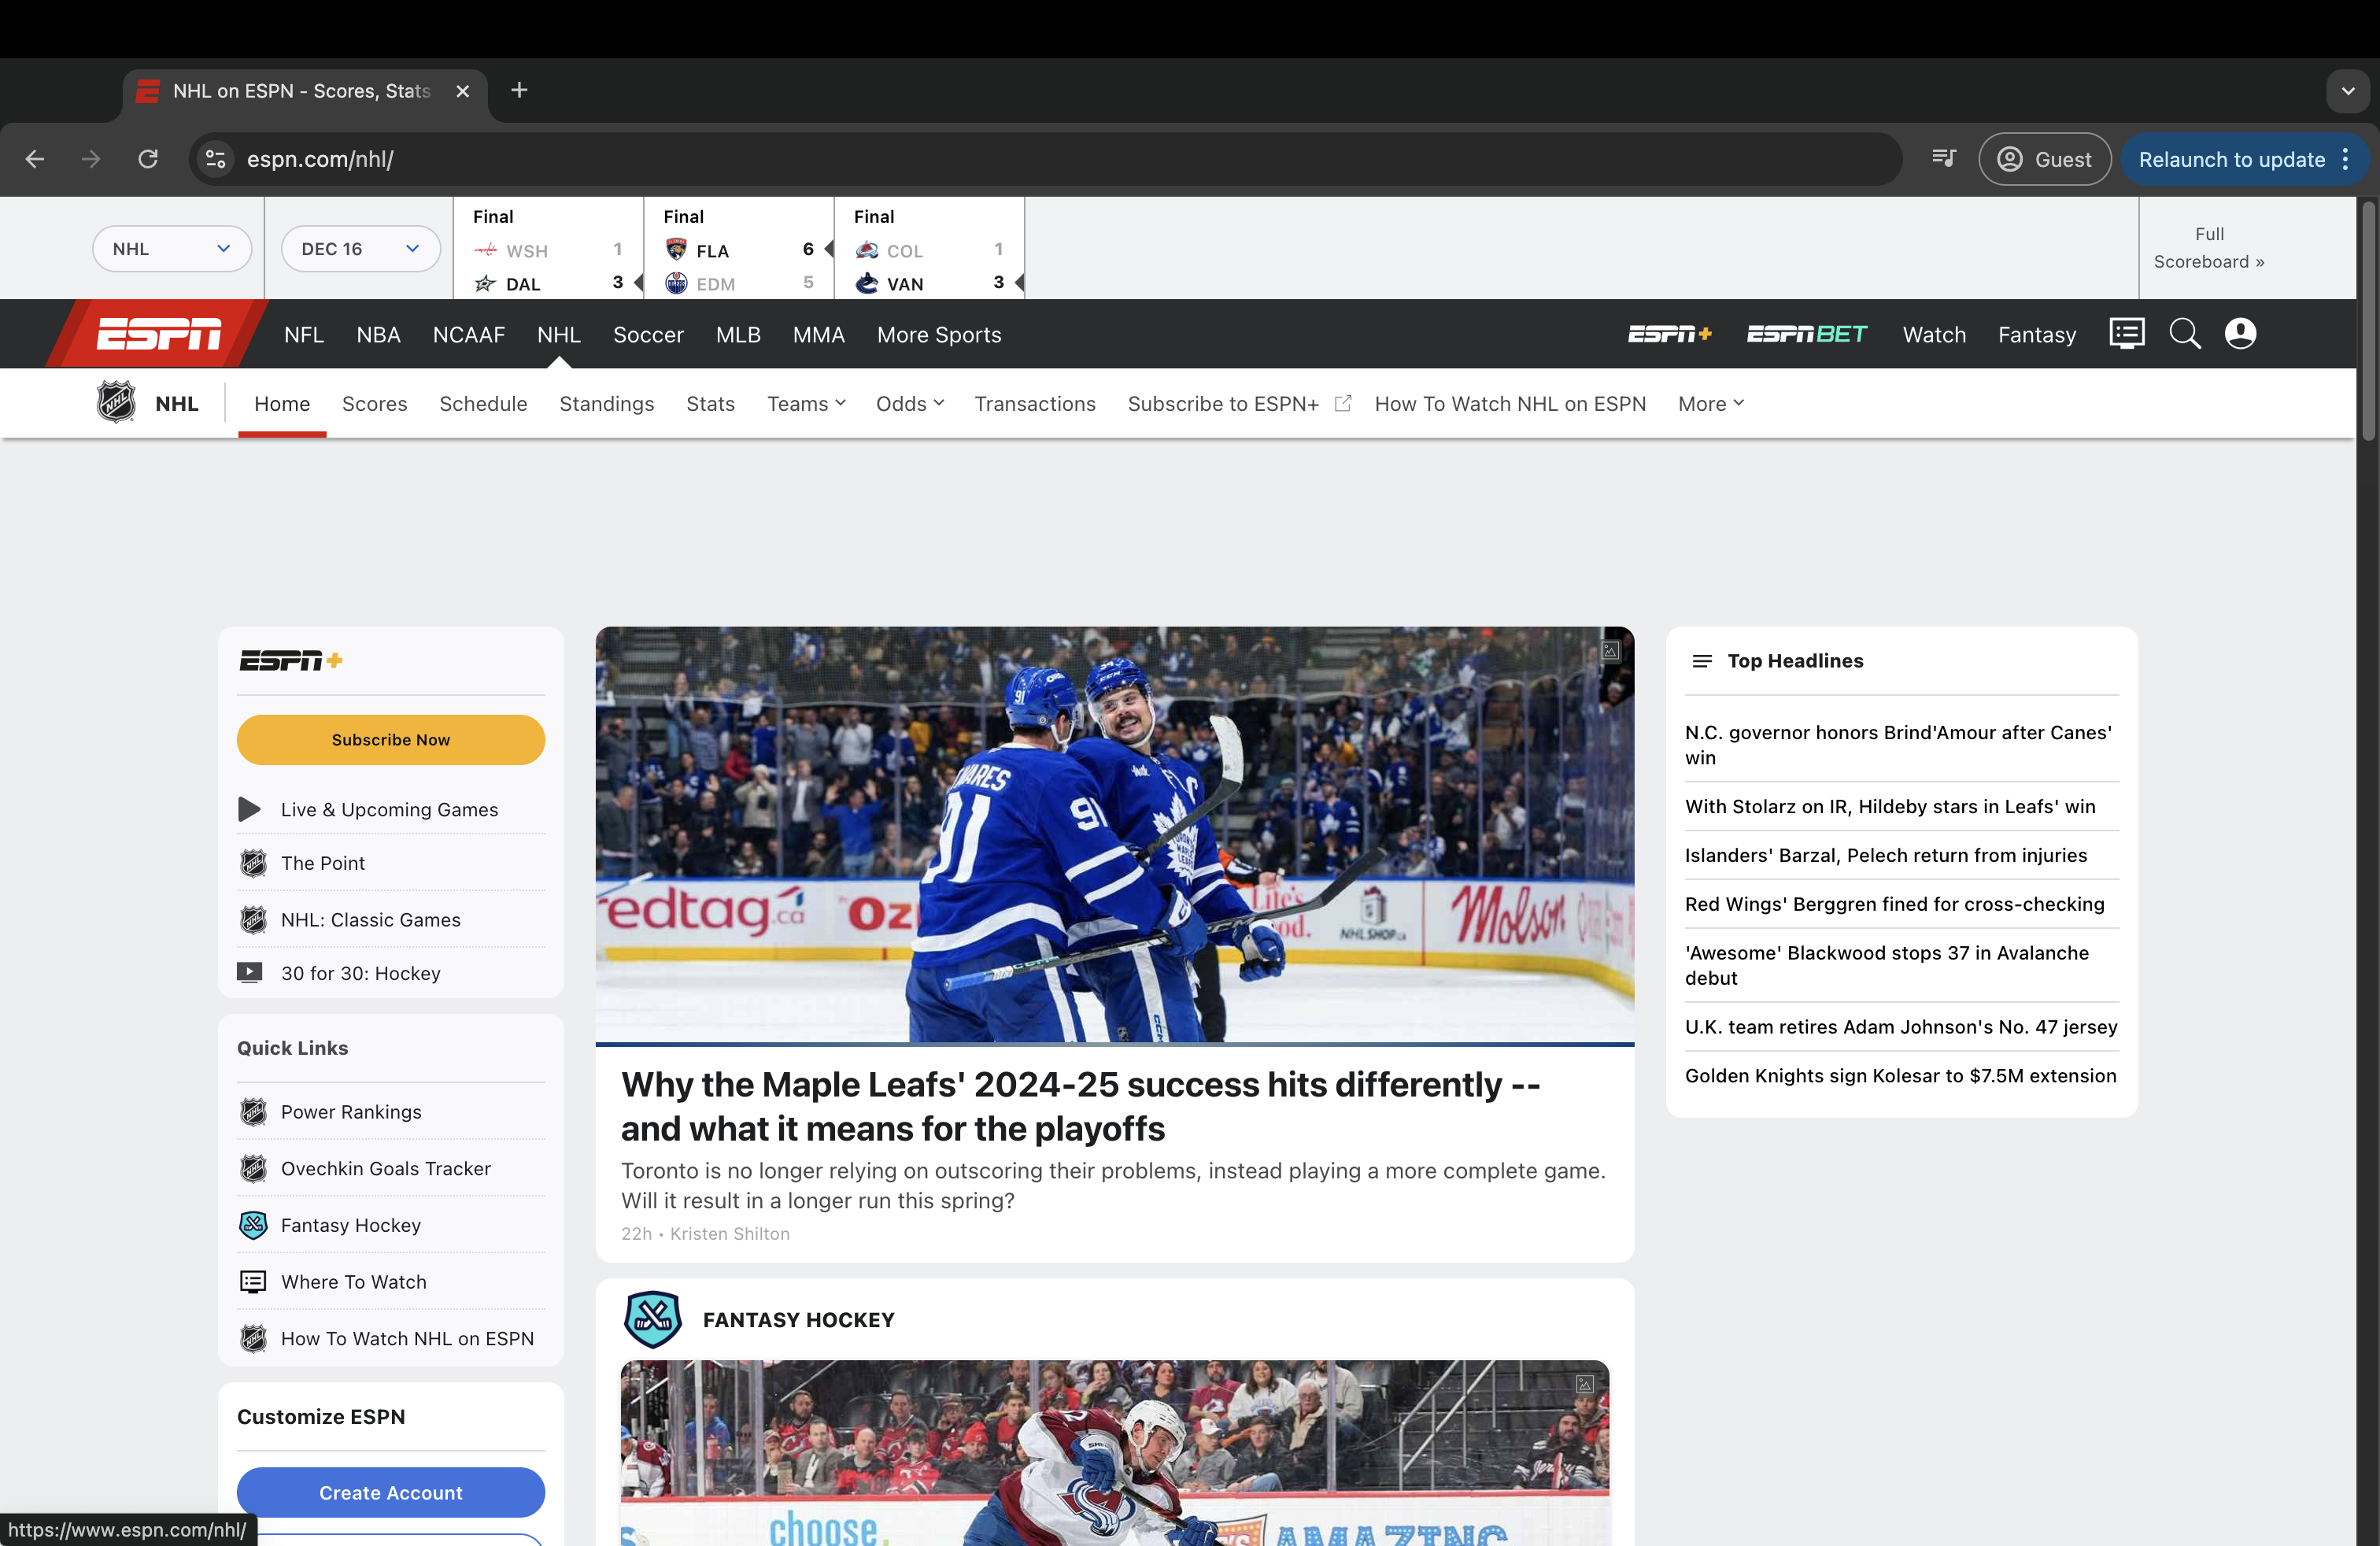 NHL on ESPN - Scores, Stats
espn.com/nhl/
Guest
Relaunch to update
NHL
DEC 16
Final
WSH 1
DAL 3
Final
FLA 6
EDM 5
Final
COL 1
VAN 3
Full
Scoreboard »
ESPN
NFL NBA NCAAF NHL Soccer MLB MMA More Sports
ESPN+ ESPN BET Watch Fantasy
NHL Home Scores Schedule Standings Stats Teams Odds Transactions Subscribe to ESPN+ How To Watch NHL on ESPN More
ESPN+
Subscribe Now
Live & Upcoming Games
The Point
NHL: Classic Games
30 for 30: Hockey
Quick Links
Power Rankings
Ovechkin Goals Tracker
Fantasy Hockey
Where To Watch
How To Watch NHL on ESPN
Customize ESPN
Create Account
https://www.espn.com/nhl/
91
91
redtag.ca
NHLSHOP.ca
Molson
Why the Maple Leafs' 2024-25 success hits differently --
and what it means for the playoffs
Toronto is no longer relying on outscoring their problems, instead playing a more complete game.
Will it result in a longer run this spring?
22h • Kristen Shilton
FANTASY HOCKEY
choose.
AMAZING
Top Headlines
N.C. governor honors Brind'Amour after Canes'
win
With Stolarz on IR, Hildeby stars in Leafs' win
Islanders' Barzal, Pelech return from injuries
Red Wings' Berggren fined for cross-checking
'Awesome' Blackwood stops 37 in Avalanche
debut
U.K. team retires Adam Johnson's No. 47 jersey
Golden Knights sign Kolesar to $7.5M extension